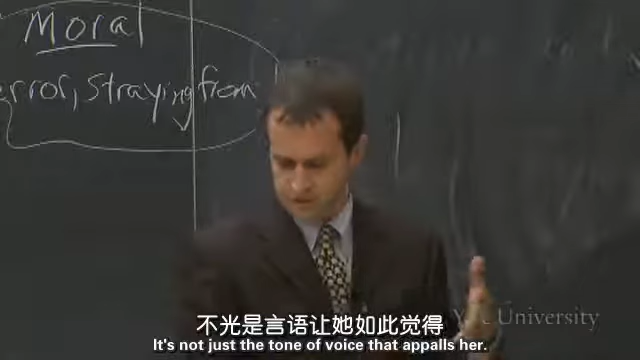 Moral
error, straying from
不光是言语让她如此觉得
Yale University
It's not just the tone of voice that appalls her.